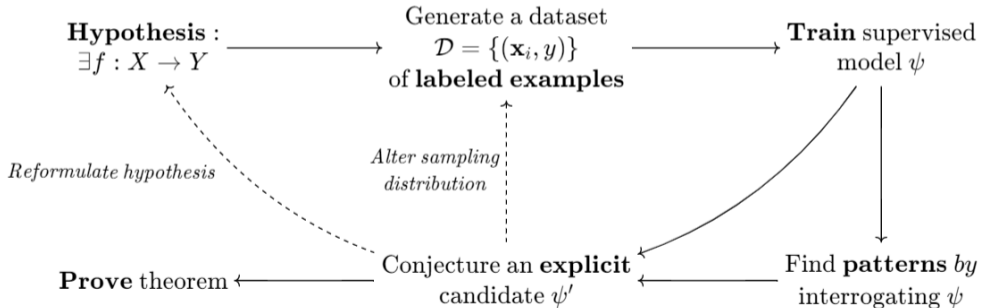 Hypothesis :
∃f : X → Y
Generate a dataset
𝒟 = {(𝐱ᵢ, y)}
of labeled examples
Train supervised
model ψ
Reformulate hypothesis
Alter sampling
distribution
Prove theorem
Conjecture an explicit
candidate ψ′
Find patterns by
interrogating ψ